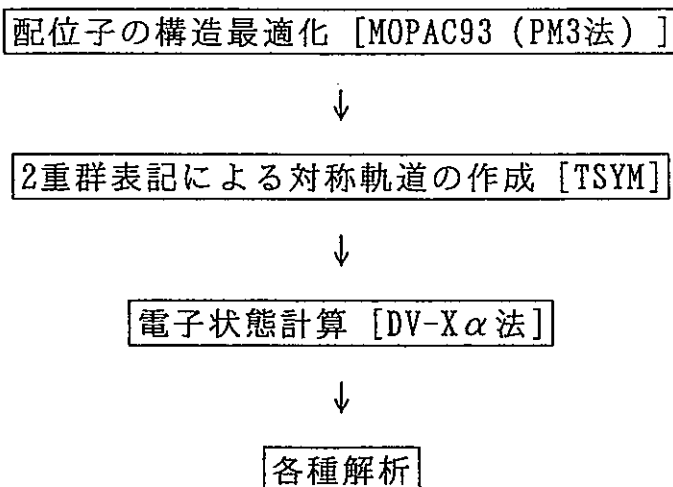 配位子の構造最適化 [MOPAC93 (PM3法) ]
↓
2重群表記による対称軌道の作成 [TSYM]
↓
電子状態計算 [DV-Xα法]
↓
各種解析